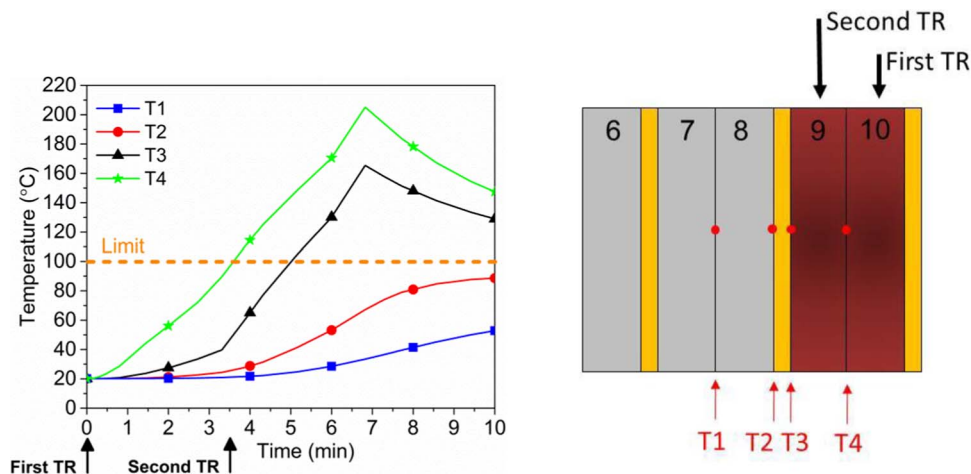 220
200
180
160
140
120
100
80
60
40
20
0
Temperature (°C)
T1
T2
T3
T4
Limit
0 1 2 3 4 5 6 7 8 9 10
Time (min)
First TR
Second TR
Second TR
First TR
6 7 8 9 10
T1 T2 T3 T4